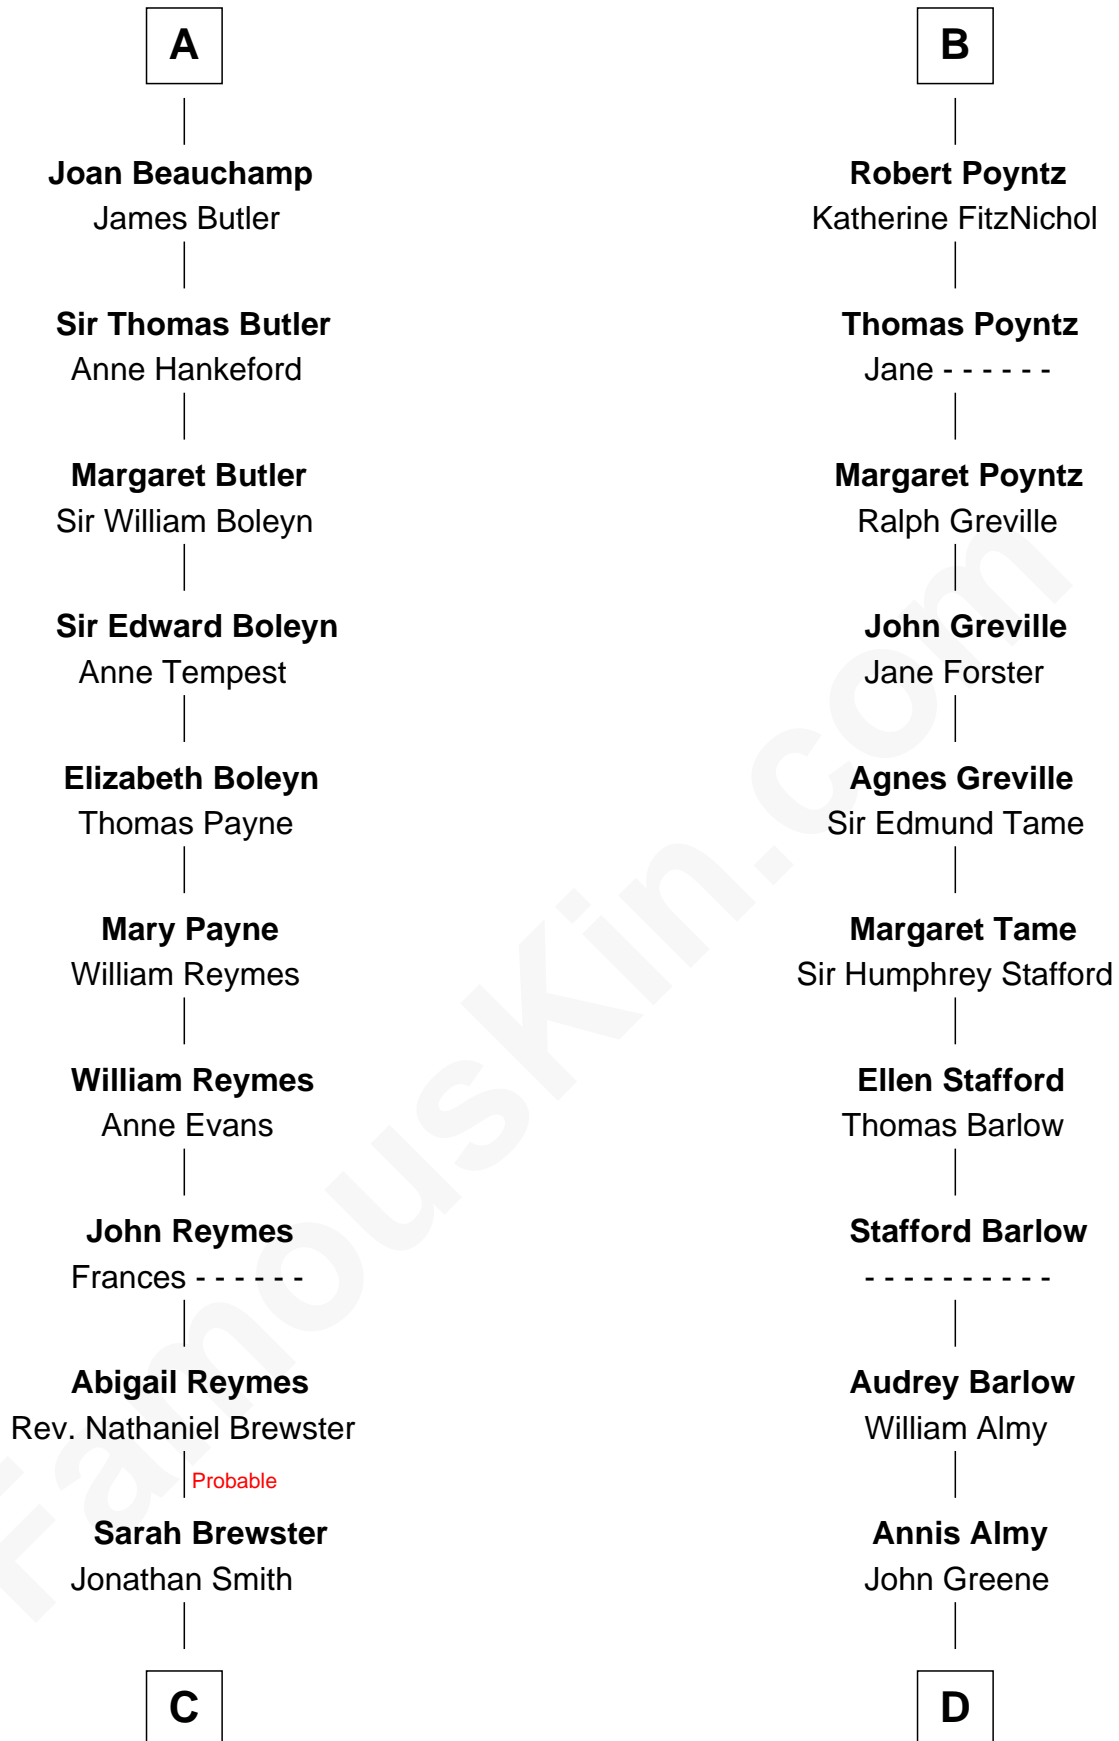 A
Joan Beauchamp
James Butler
Sir Thomas Butler
Anne Hankeford
Margaret Butler
Sir William Boleyn
Sir Edward Boleyn
Anne Tempest
Elizabeth Boleyn
Thomas Payne
Mary Payne
William Reymes
William Reymes
Anne Evans
John Reymes
Frances - - - - - -
Abigail Reymes
Rev. Nathaniel Brewster
Probable
Sarah Brewster
Jonathan Smith
C
B
Robert Poyntz
Katherine FitzNichol
Thomas Poyntz
Jane - - - - - -
Margaret Poyntz
Ralph Greville
John Greville
Jane Forster
Agnes Greville
Sir Edmund Tame
Margaret Tame
Sir Humphrey Stafford
Ellen Stafford
Thomas Barlow
Stafford Barlow
- - - - - - - - - -
Audrey Barlow
William Almy
Annis Almy
John Greene
D
FamousKin.com